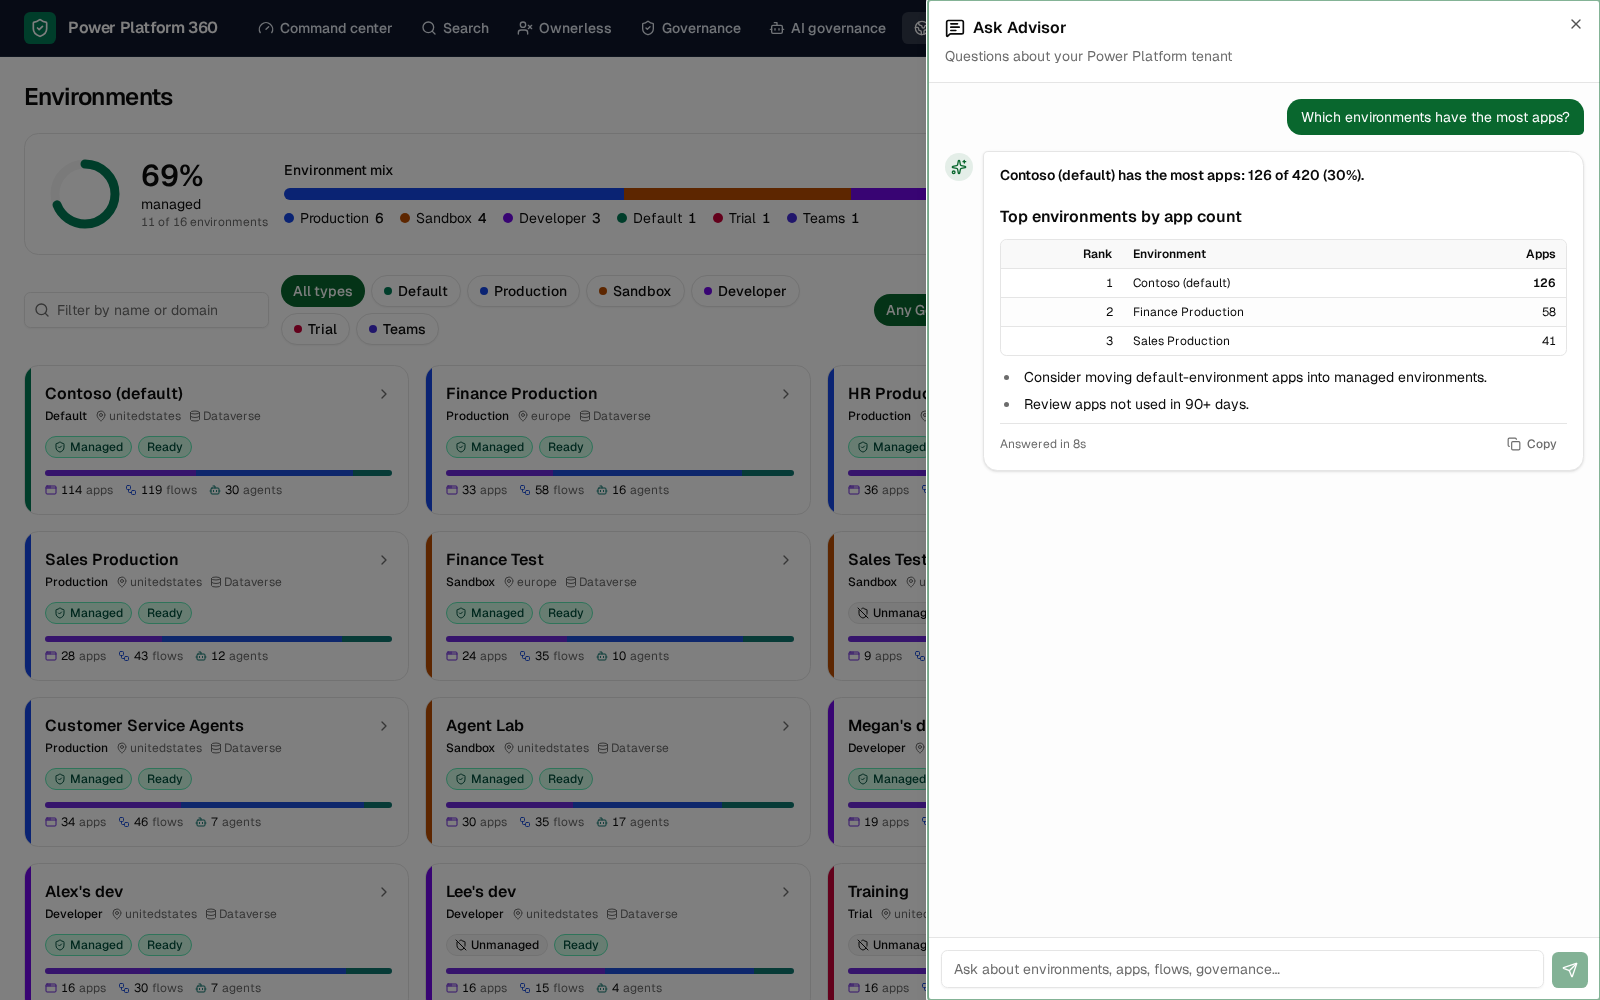 Power Platform 360
Command center
Search
Ownerless
Governance
AI governance
Environments
69%
managed
11 of 16 environments
Environment mix
Production 6
Sandbox 4
Developer 3
Default 1
Trial 1
Teams 1
Filter by name or domain
All types
Default
Production
Sandbox
Developer
Trial
Teams
Any G
Contoso (default)
Default unitedstates Dataverse
Managed Ready
114 apps 119 flows 30 agents
Finance Production
Production europe Dataverse
Managed Ready
33 apps 58 flows 16 agents
HR Produc
Production
Managed
36 apps
Sales Production
Production unitedstates Dataverse
Managed Ready
28 apps 43 flows 12 agents
Finance Test
Sandbox europe Dataverse
Managed Ready
24 apps 35 flows 10 agents
Sales Test
Sandbox u
Unmanag
9 apps
Customer Service Agents
Production unitedstates Dataverse
Managed Ready
34 apps 46 flows 7 agents
Agent Lab
Sandbox unitedstates Dataverse
Managed Ready
30 apps 35 flows 17 agents
Megan's d
Developer
Managed
19 apps
Alex's dev
Developer unitedstates Dataverse
Managed Ready
16 apps 30 flows 7 agents
Lee's dev
Developer unitedstates Dataverse
Unmanaged Ready
16 apps 15 flows 4 agents
Training
Trial united
Unmanag
16 apps
Ask Advisor
Questions about your Power Platform tenant
Which environments have the most apps?
Contoso (default) has the most apps: 126 of 420 (30%).
Top environments by app count
Rank Environment Apps
1 Contoso (default) 126
2 Finance Production 58
3 Sales Production 41
Consider moving default-environment apps into managed environments.
Review apps not used in 90+ days.
Answered in 8s
Copy
Ask about environments, apps, flows, governance...